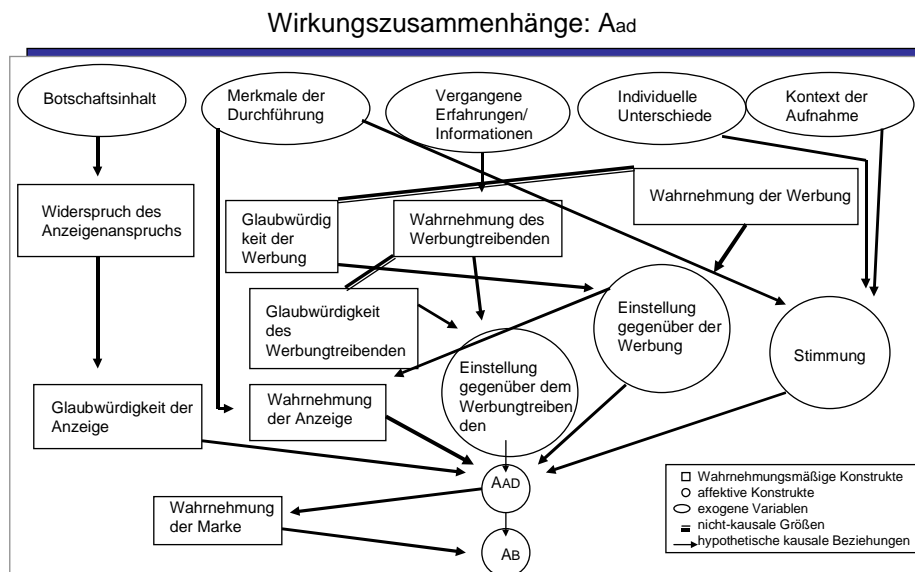 Wirkungszusammenhänge: Aad
Botschaftsinhalt
Merkmale der
Durchführung
Vergangene
Erfahrungen/
Informationen
Individuelle
Unterschiede
Kontext der
Aufnahme
Widerspruch des
Anzeigenanspruchs
Glaubwürdig
keit der
Werbung
Wahrnehmung des
Werbungtreibenden
Wahrnehmung der Werbung
Glaubwürdigkeit
des
Werbungtreibenden
Einstellung
gegenüber der
Werbung
Stimmung
Einstellung
gegenüber dem
Werbungtreiben
den
Glaubwürdigkeit der
Anzeige
Wahrnehmung
der Anzeige
AAD
Wahrnehmung
der Marke
AB
Wahrnehmungsmäßige Konstrukte
affektive Konstrukte
exogene Variablen
nicht-kausale Größen
hypothetische kausale Beziehungen